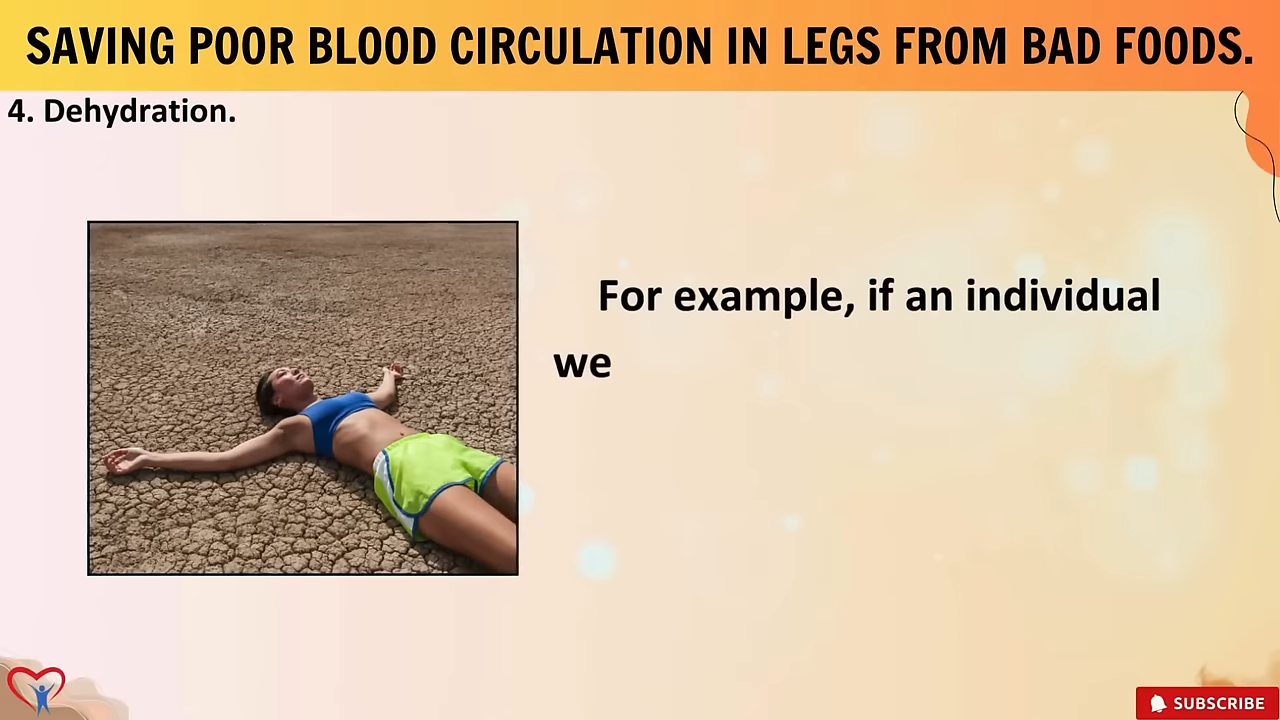 SAVING POOR BLOOD CIRCULATION IN LEGS FROM BAD FOODS.
4. Dehydration.
For example, if an individual
we
SUBSCRIBE